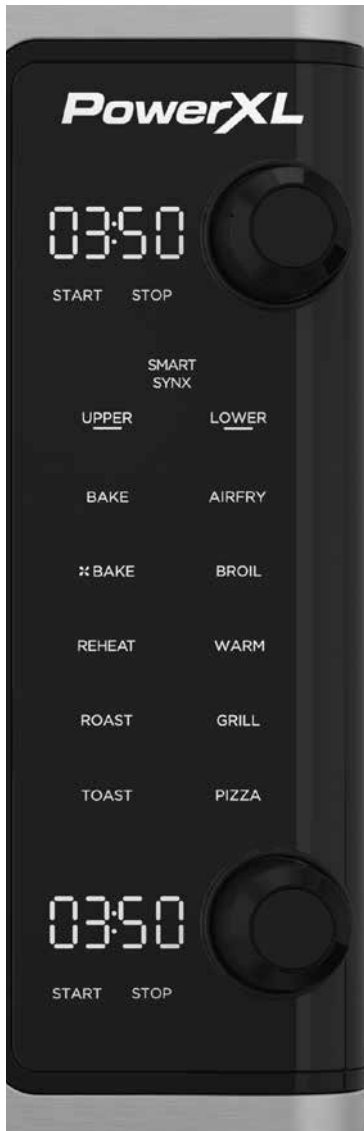 PowerXL
03:50
START STOP
SMART
SYNX
UPPER LOWER
BAKE AIRFRY
BAKE BROIL
REHEAT WARM
ROAST GRILL
TOAST PIZZA
03:50
START STOP